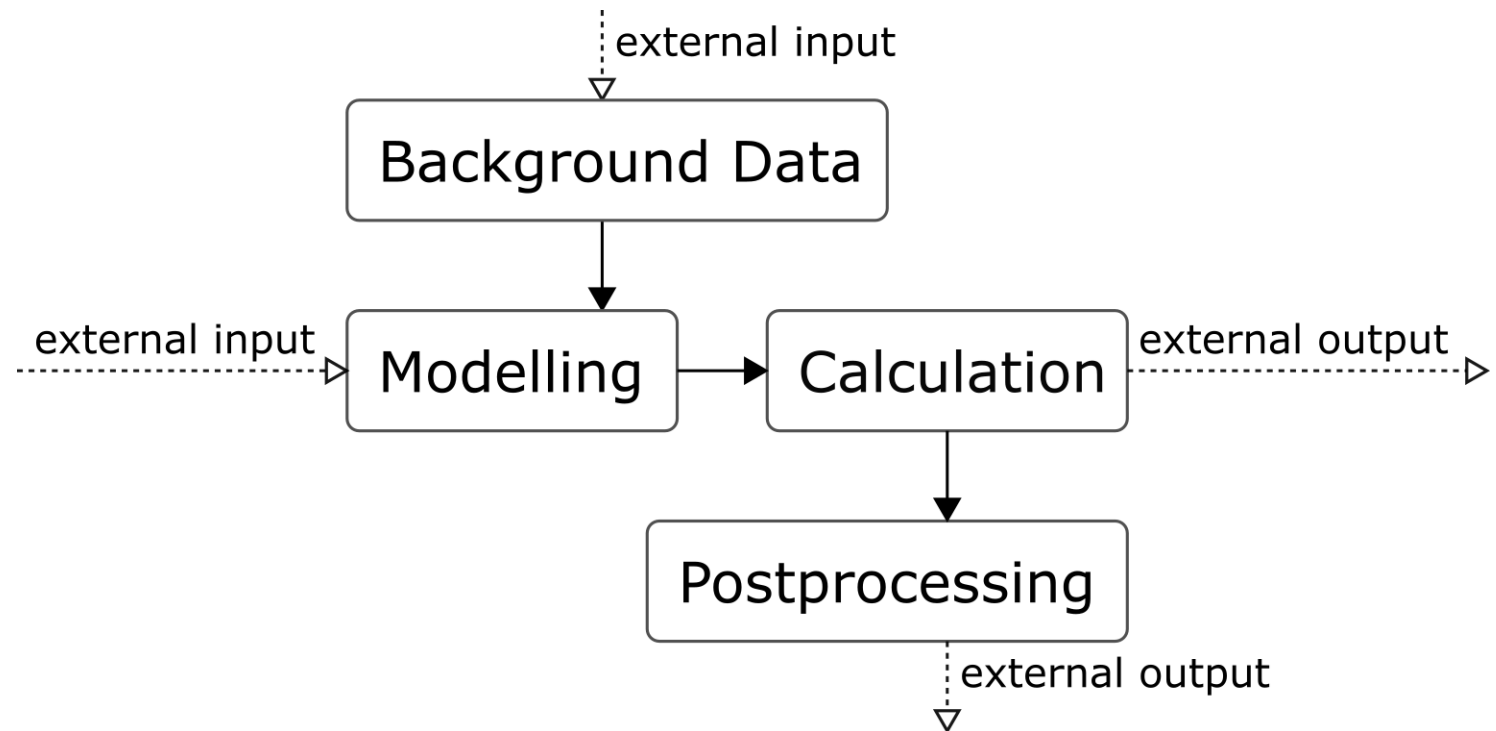 external input
Background Data
external input
Modelling
Calculation
external output
Postprocessing
external output